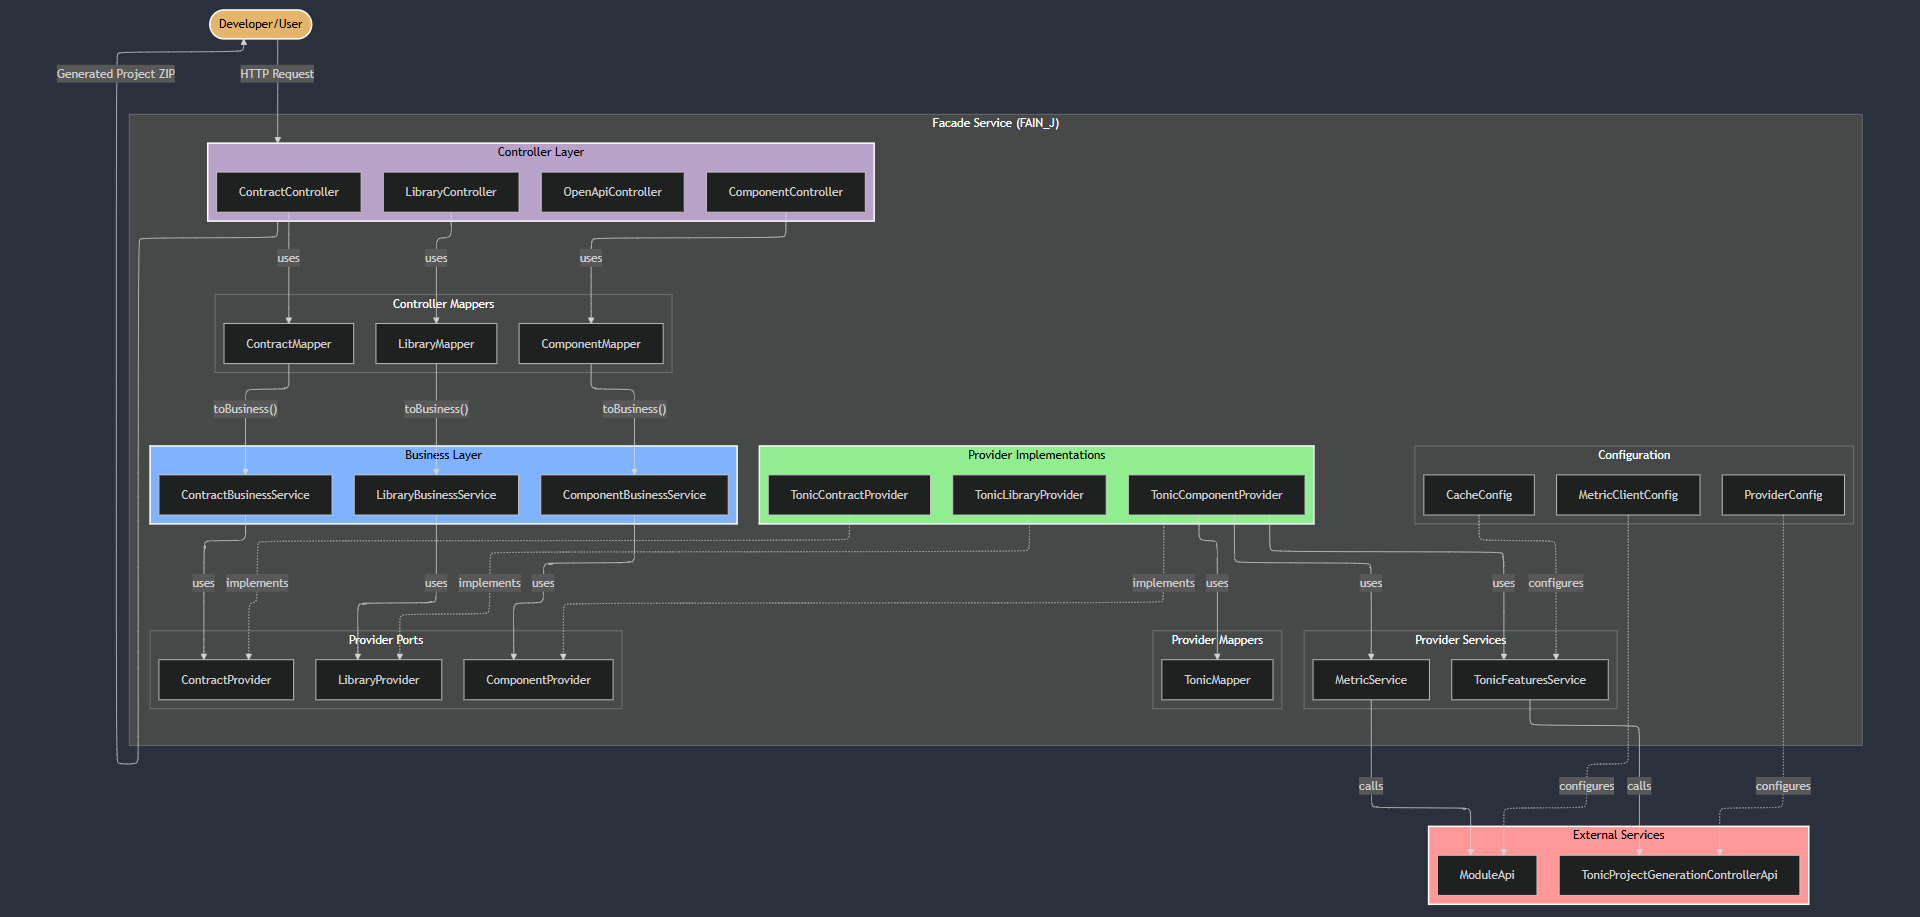 Developer/User
Generated Project ZIP
HTTP Request
Facade Service (FAIN_J)
Controller Layer
ContractController
LibraryController
OpenApiController
ComponentController
uses
uses
uses
Controller Mappers
ContractMapper
LibraryMapper
ComponentMapper
toBusiness()
toBusiness()
toBusiness()
Business Layer
ContractBusinessService
LibraryBusinessService
ComponentBusinessService
Provider Implementations
TonicContractProvider
TonicLibraryProvider
TonicComponentProvider
Configuration
CacheConfig
MetricClientConfig
ProviderConfig
uses
implements
uses
implements
uses
implements
uses
uses
uses
configures
Provider Ports
ContractProvider
LibraryProvider
ComponentProvider
Provider Mappers
TonicMapper
Provider Services
MetricService
TonicFeaturesService
calls
configures
calls
configures
External Services
ModuleApi
TonicProjectGenerationControllerApi